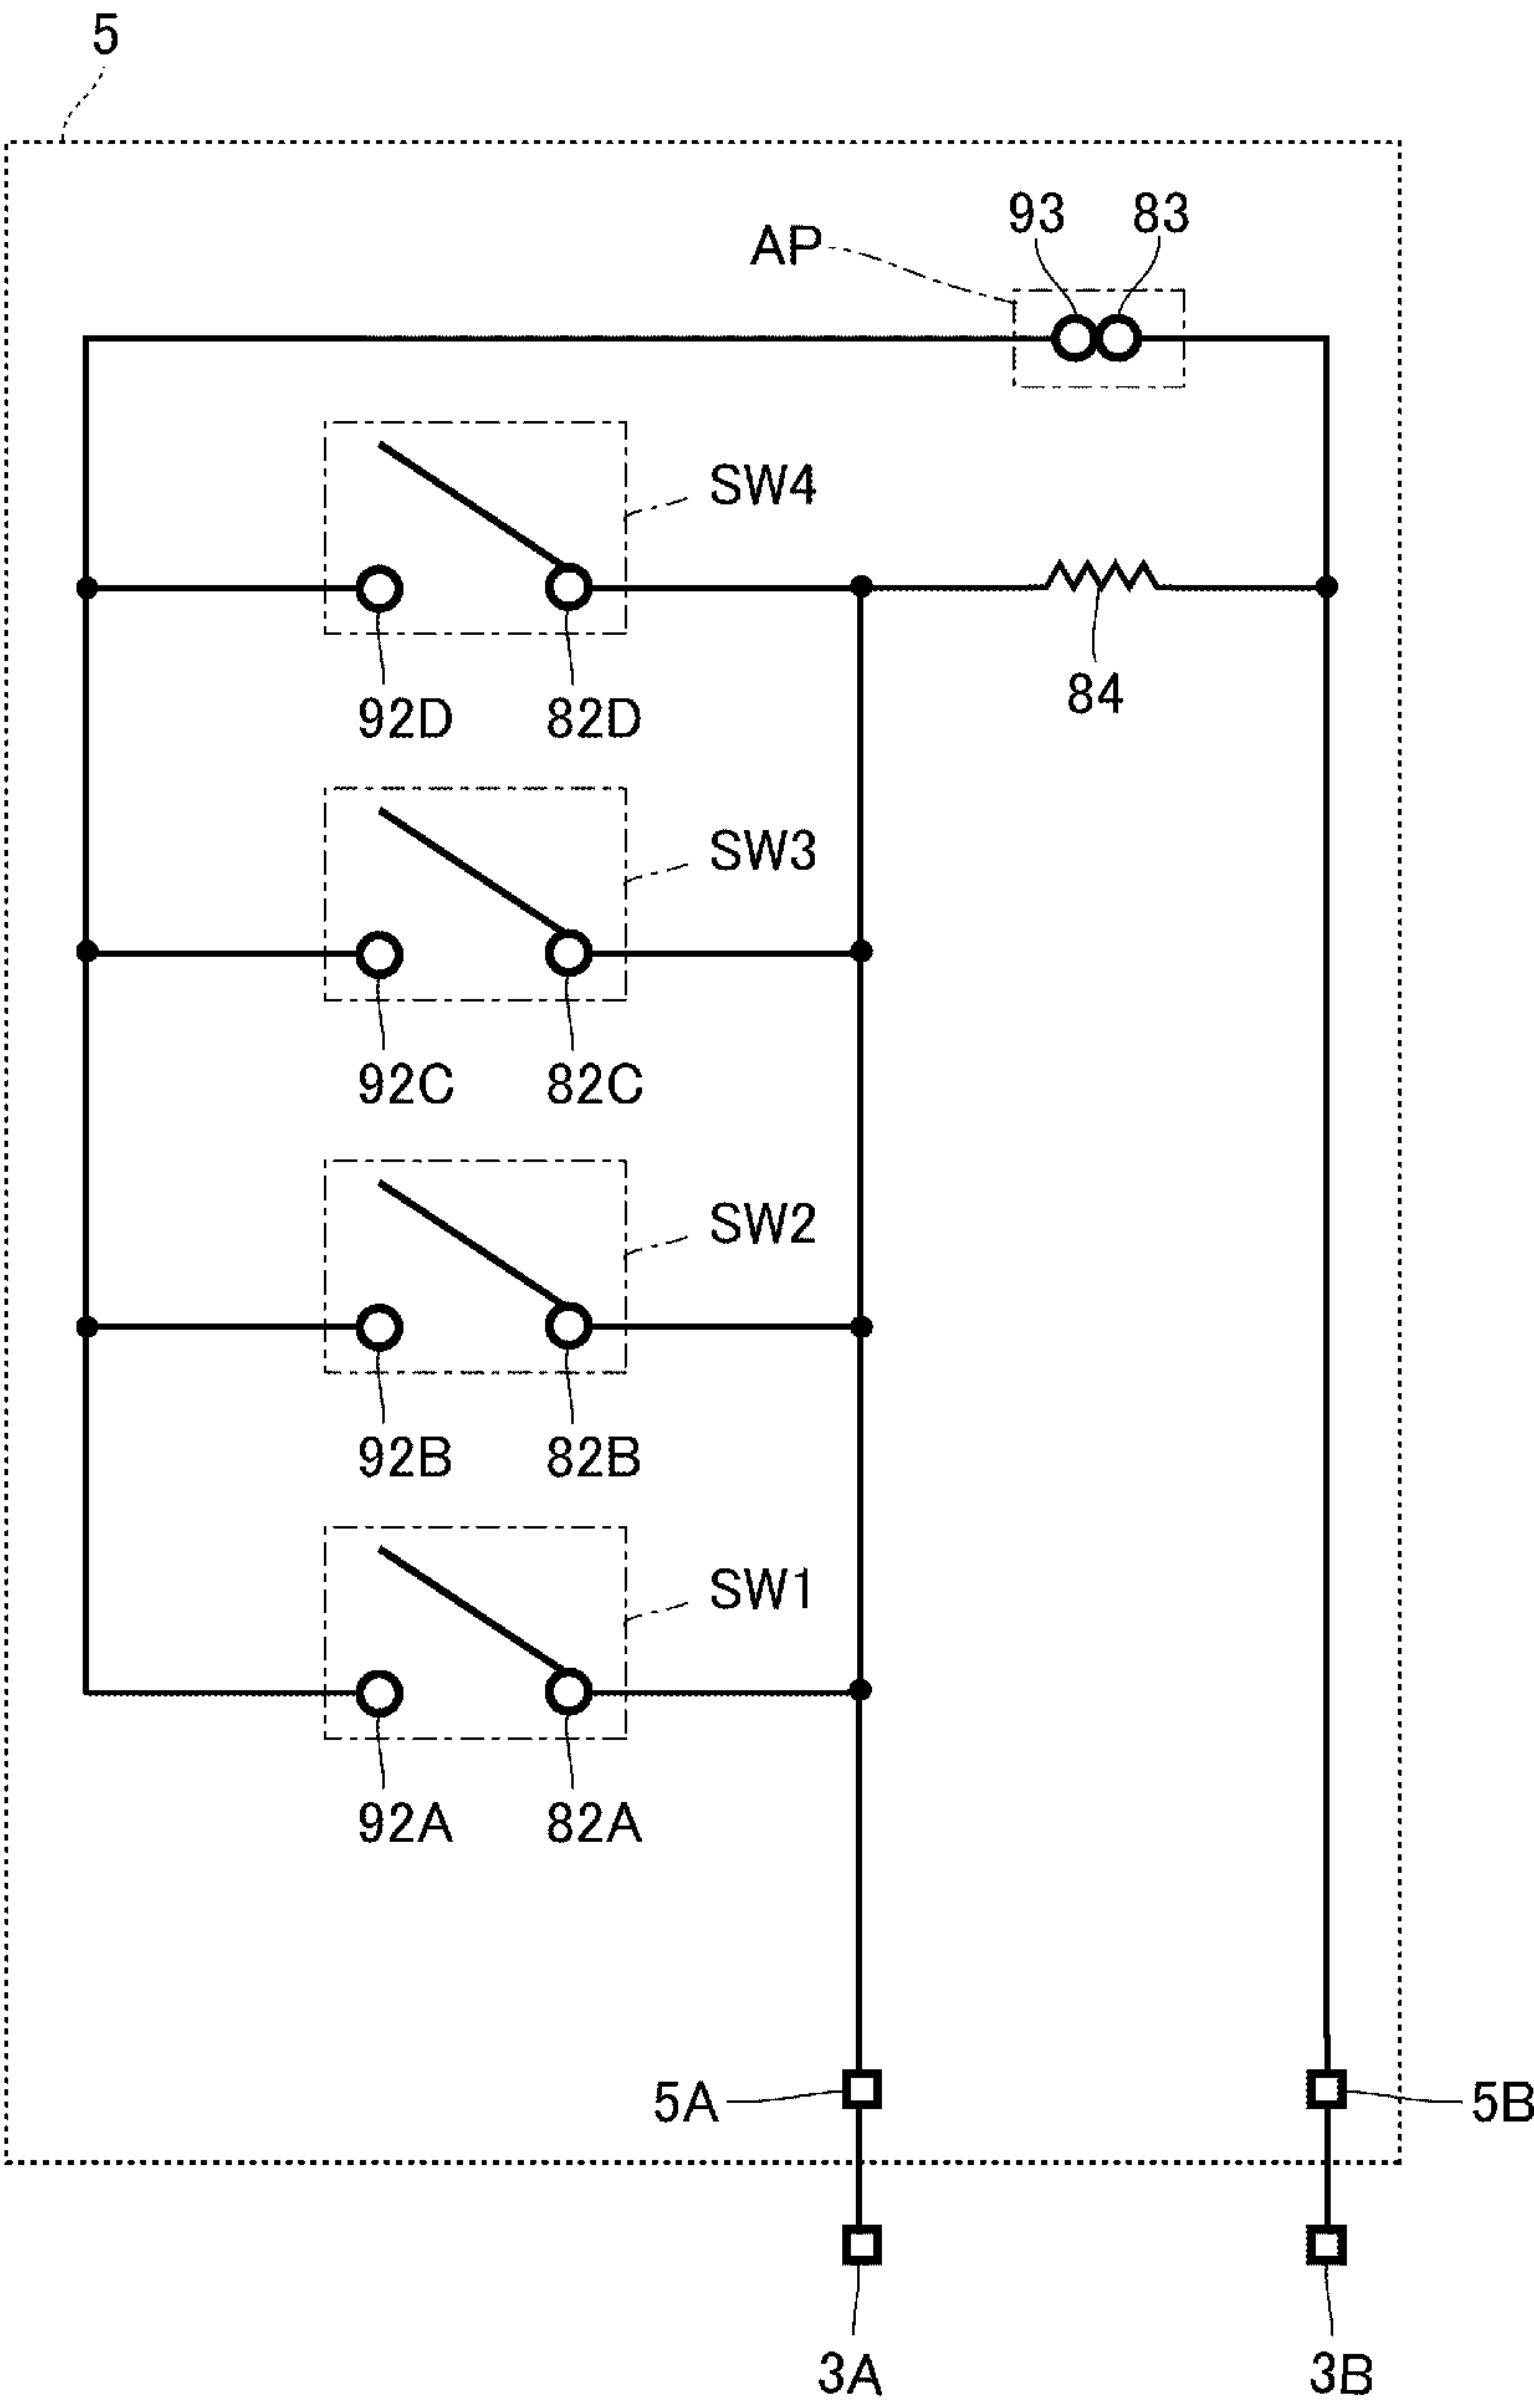 5
93 83
AP
SW4
92D 82D
84
SW3
92C 82C
SW2
92B 82B
SW1
92A 82A
5A 5B
3A 3B